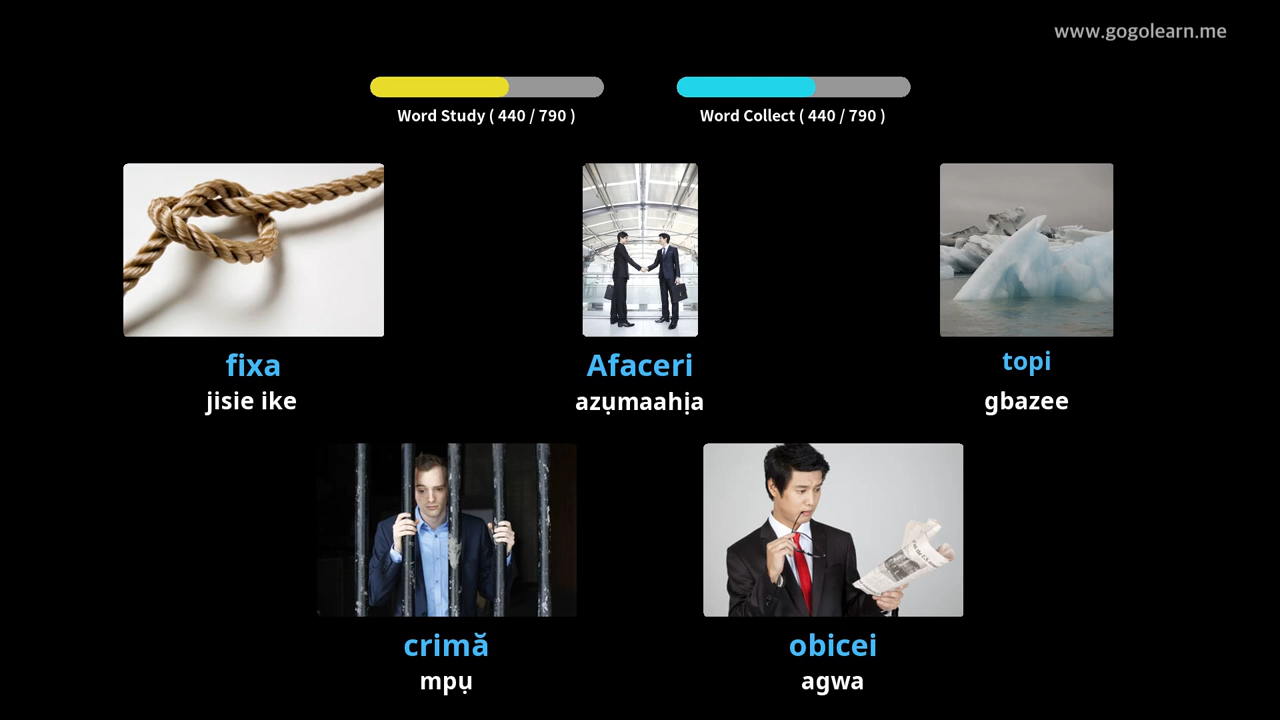 www.gogolearn.me
Word Study ( 440 / 790 )
Word Collect ( 440 / 790 )
fixa
jisie ike
Afaceri
azụmaahịa
topi
gbazee
crimă
mpụ
obicei
agwa